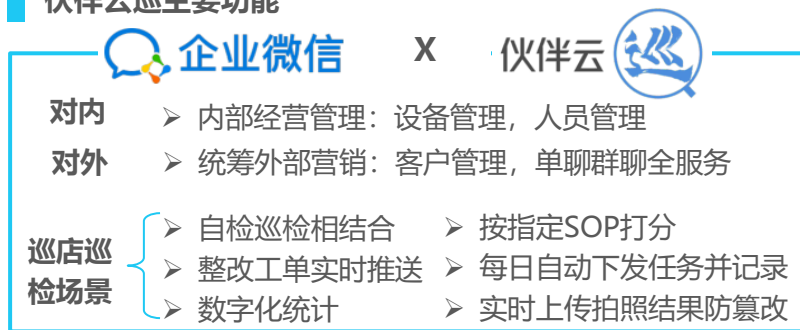 伙伴云巡主要功能
企业微信 X 伙伴云 巡
对内 ➢ 内部经营管理：设备管理，人员管理
对外 ➢ 统筹外部营销：客户管理，单聊群聊全服务
巡店巡检场景
➢ 自检巡检相结合 ➢ 按指定SOP打分
➢ 整改工单实时推送 ➢ 每日自动下发任务并记录
➢ 数字化统计 ➢ 实时上传拍照结果防篡改